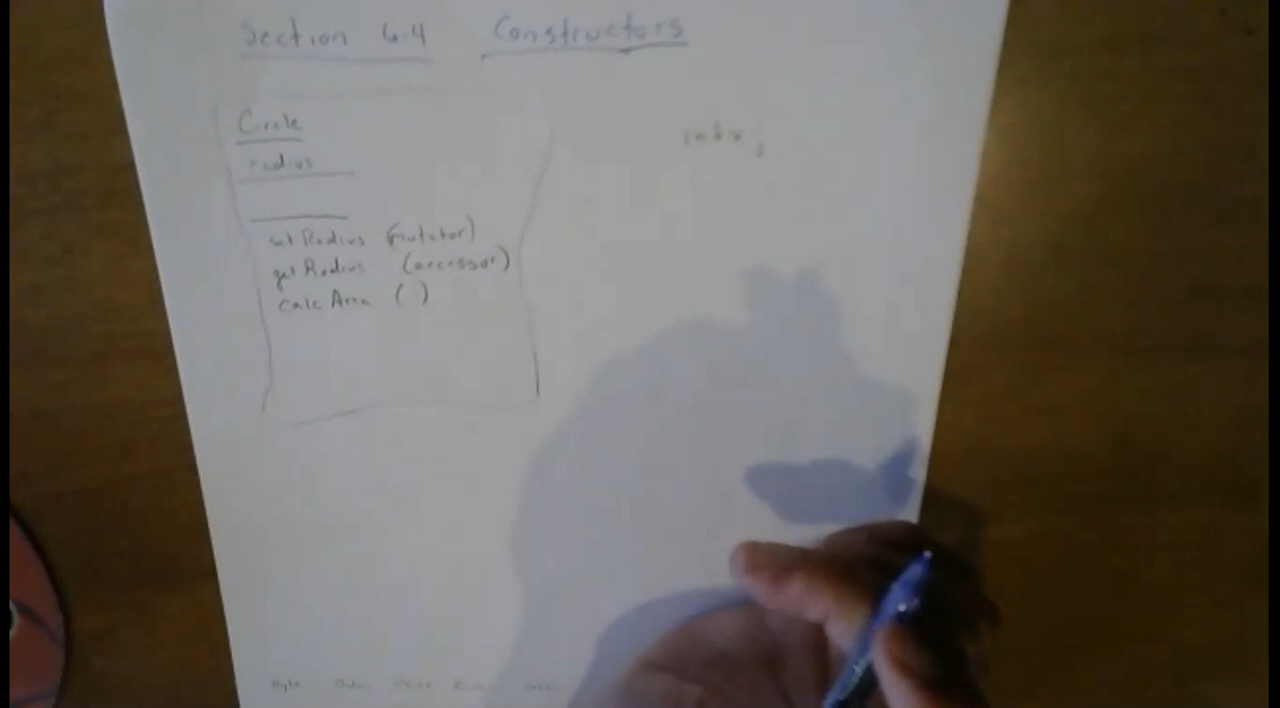 Section 6.4 Constructors
Circle
radius
int x ;
setRadius (mutator)
getRadius (accessor)
calcArea ( )